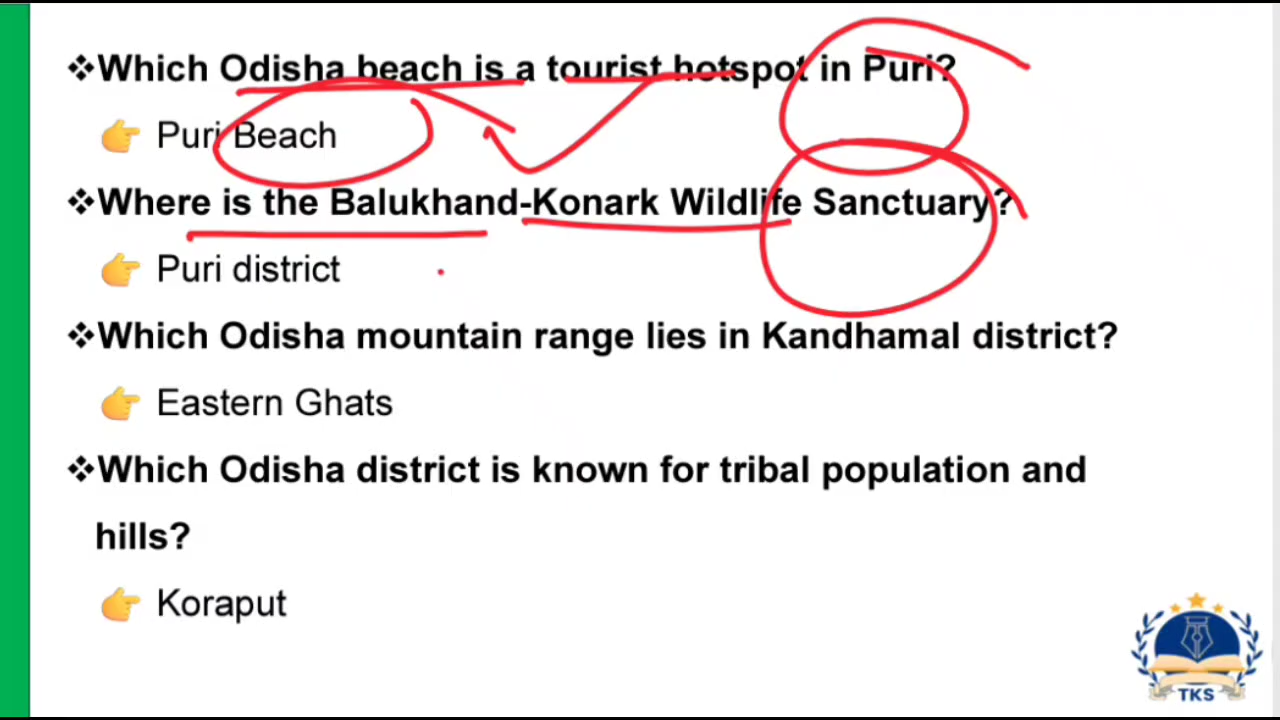 ❖Which Odisha beach is a tourist hotspot in Puri?
👉 Puri Beach
❖Where is the Balukhand-Konark Wildlife Sanctuary?
👉 Puri district
❖Which Odisha mountain range lies in Kandhamal district?
👉 Eastern Ghats
❖Which Odisha district is known for tribal population and
hills?
👉 Koraput
TKS